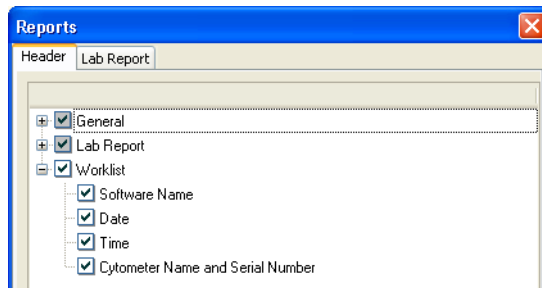 Reports
Header Lab Report
General
Lab Report
Worklist
Software Name
Date
Time
Cytometer Name and Serial Number